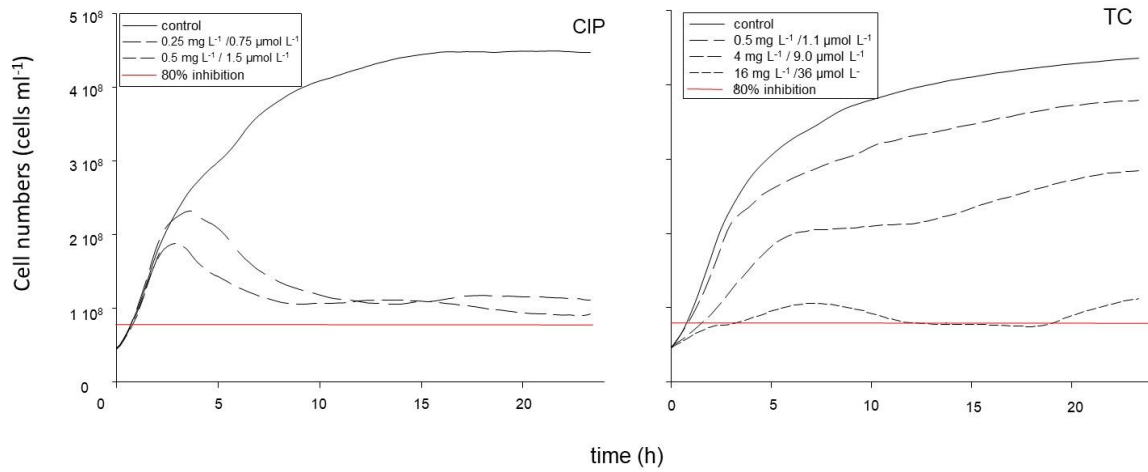 Cell numbers (cells ml⁻¹)
5 10⁸
4 10⁸
3 10⁸
2 10⁸
1 10⁸
0
control
0.25 mg L⁻¹ /0.75 µmol L⁻¹
0.5 mg L⁻¹ / 1.5 µmol L⁻¹
80% inhibition
CIP
0 5 10 15 20
control
0.5 mg L⁻¹ /1.1 µmol L⁻¹
4 mg L⁻¹ / 9.0 µmol L⁻¹
16 mg L⁻¹ /36 µmol L⁻
80% inhibition
TC
0 5 10 15 20
time (h)